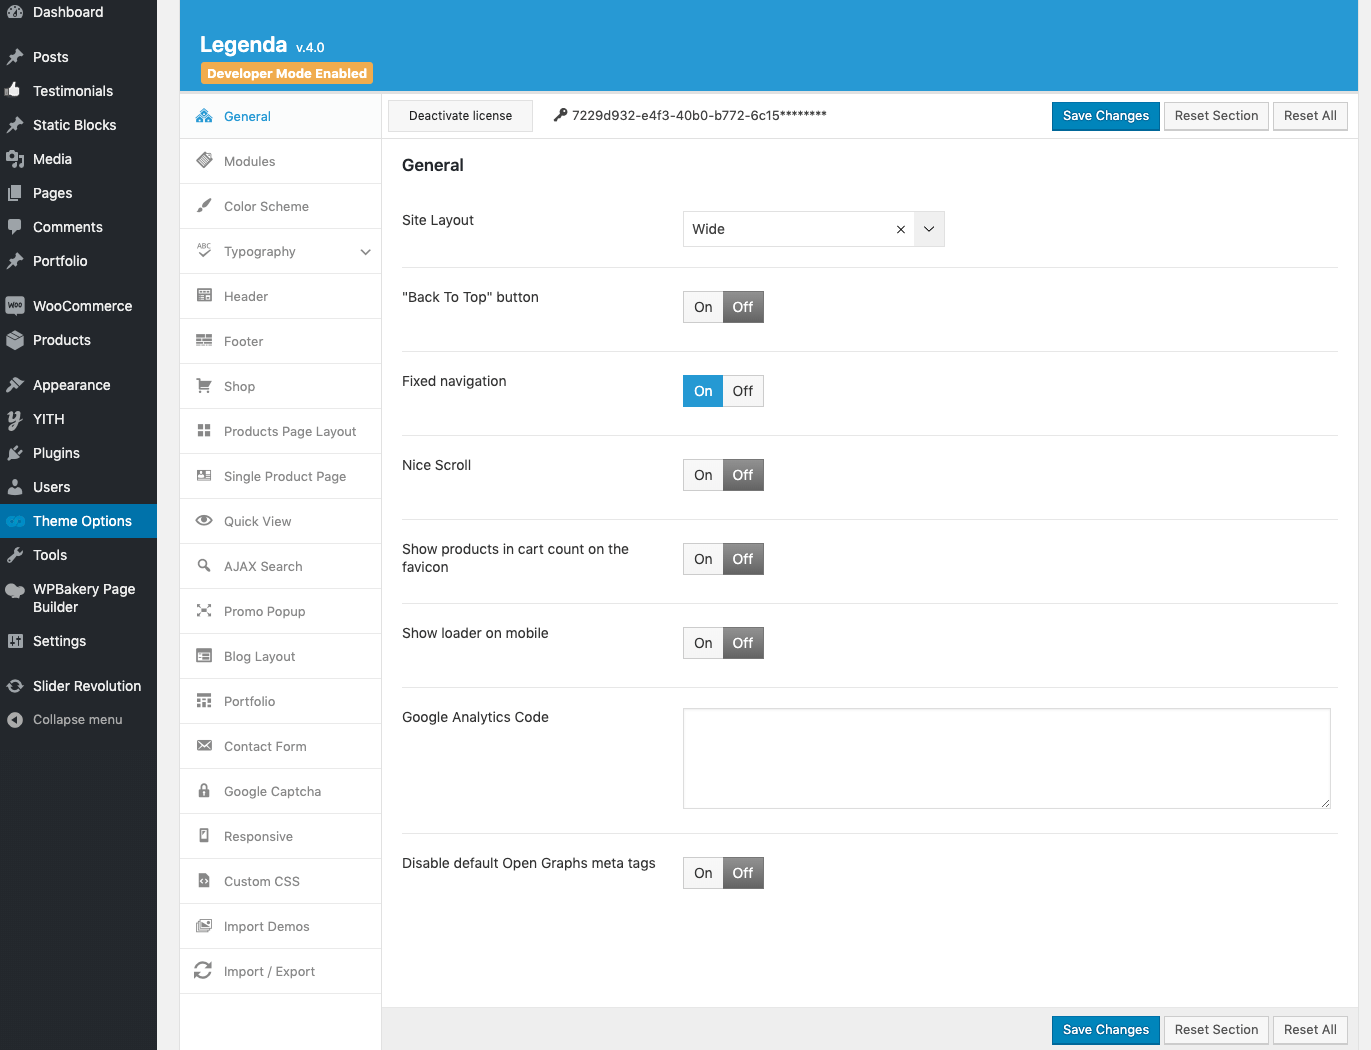 Dashboard
Posts
Testimonials
Static Blocks
Media
Pages
Comments
Portfolio
WooCommerce
Products
Appearance
YITH
Plugins
Users
Theme Options
Tools
WPBakery Page
Builder
Settings
Slider Revolution
Collapse menu
Legenda v.4.0
Developer Mode Enabled
General
Modules
Color Scheme
ABC
Typography
Header
Footer
Shop
Products Page Layout
Single Product Page
Quick View
AJAX Search
Promo Popup
Blog Layout
Portfolio
Contact Form
Google Captcha
Responsive
Custom CSS
Import Demos
Import / Export
Deactivate license 7229d932-e4f3-40b0-b772-6c15******** Save Changes Reset Section Reset All
General
Site Layout Wide
"Back To Top" button On Off
Fixed navigation On Off
Nice Scroll On Off
Show products in cart count on the
favicon On Off
Show loader on mobile On Off
Google Analytics Code
Disable default Open Graphs meta tags On Off
Save Changes Reset Section Reset All